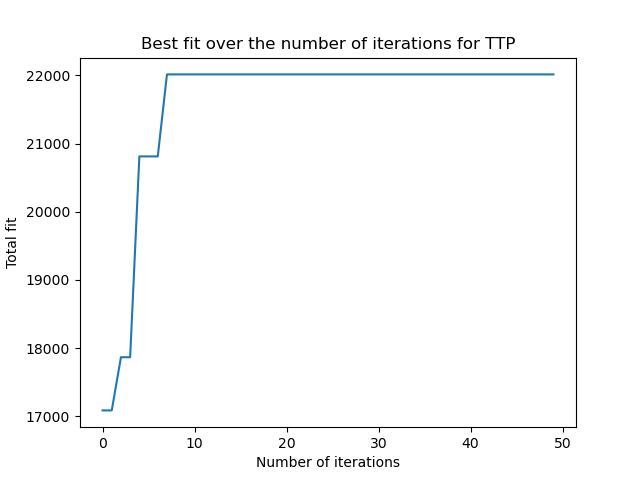 Best fit over the number of iterations for TTP
22000
21000
20000
19000
18000
17000
Total fit
0 10 20 30 40 50
Number of iterations